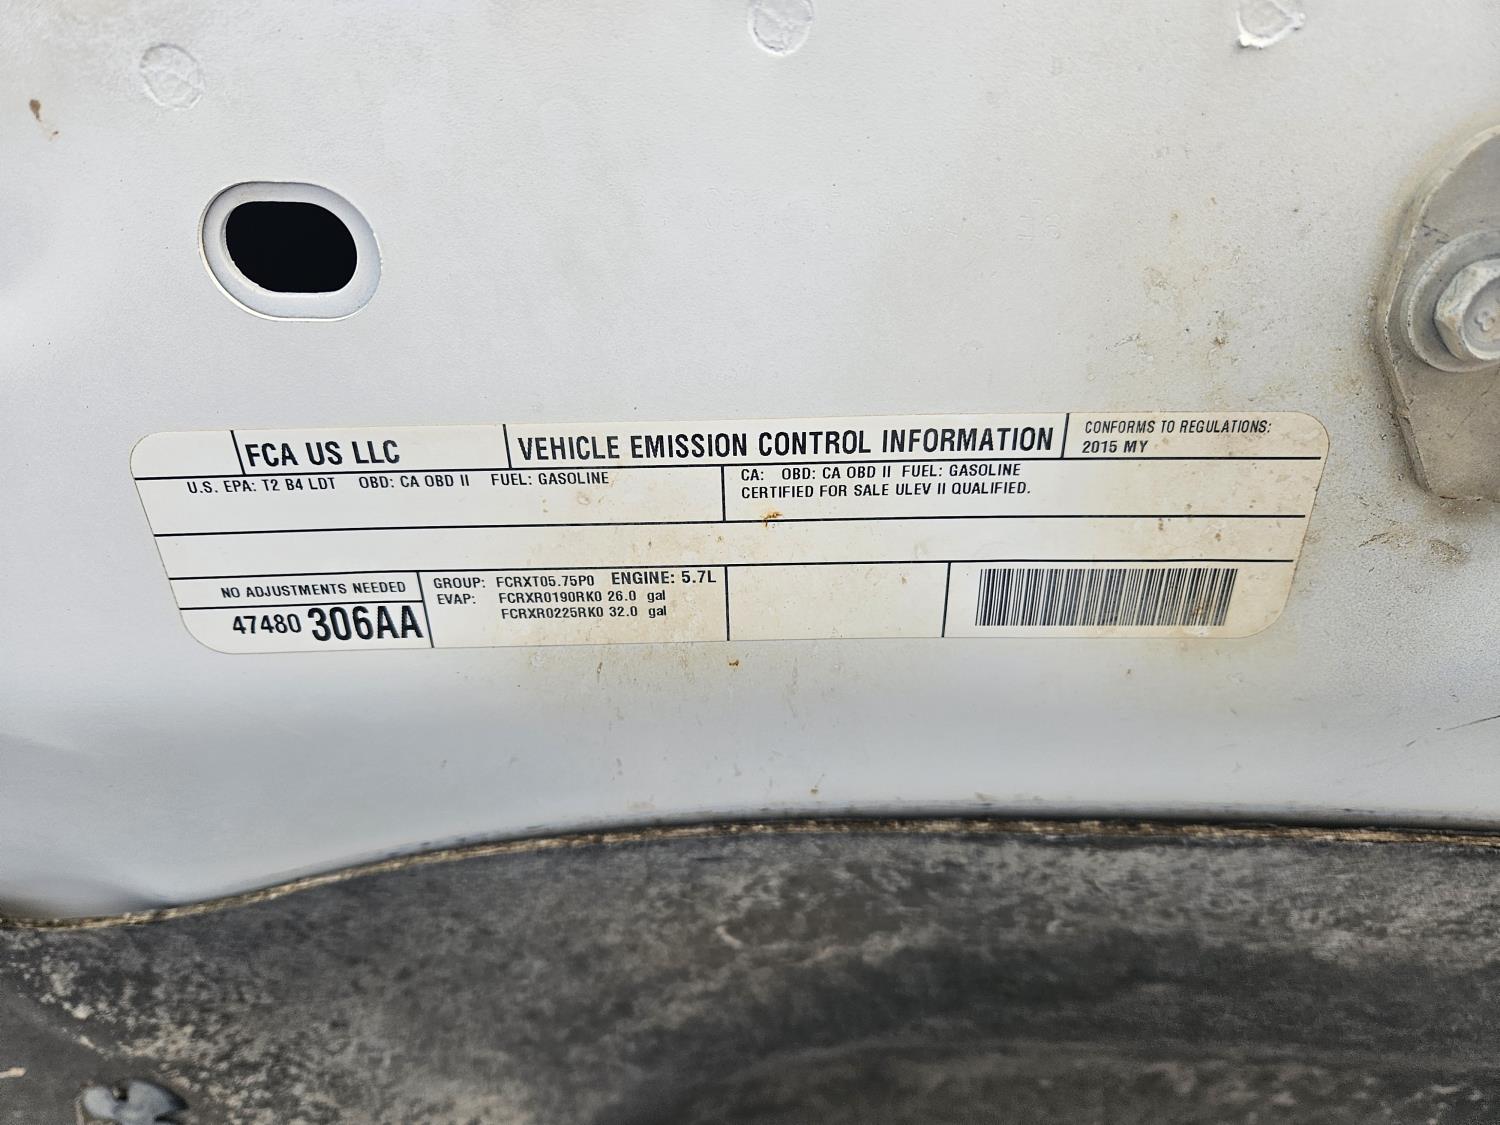 FCA US LLC
VEHICLE EMISSION CONTROL INFORMATION
CONFORMS TO REGULATIONS:
2015 MY
U.S. EPA: T2 B4 LDT OBD: CA OBD II FUEL: GASOLINE
CA: OBD: CA OBD II FUEL: GASOLINE
CERTIFIED FOR SALE ULEV II QUALIFIED.
NO ADJUSTMENTS NEEDED
47480 306AA
GROUP: FCRXT05.75P0 ENGINE: 5.7L
EVAP: FCRXR0190RK0 26.0 gal
FCRXR0225RK0 32.0 gal